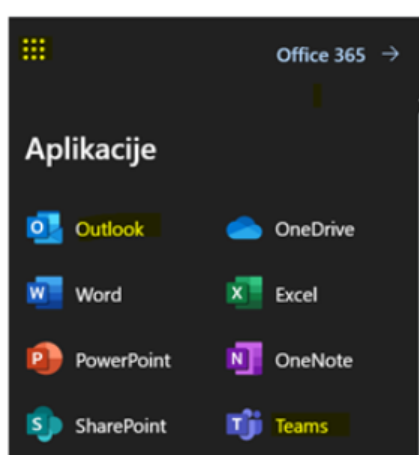 Office 365 →
Aplikacije
Outlook OneDrive
Word Excel
PowerPoint OneNote
SharePoint Teams